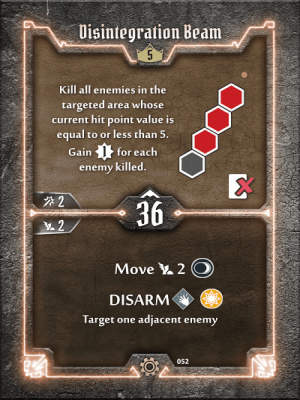 Disintegration Beam
5
Kill all enemies in the
targeted area whose
current hit point value is
equal to or less than 5.
Gain 1 for each
enemy killed.
2
36
2
Move 2
DISARM
Target one adjacent enemy
052